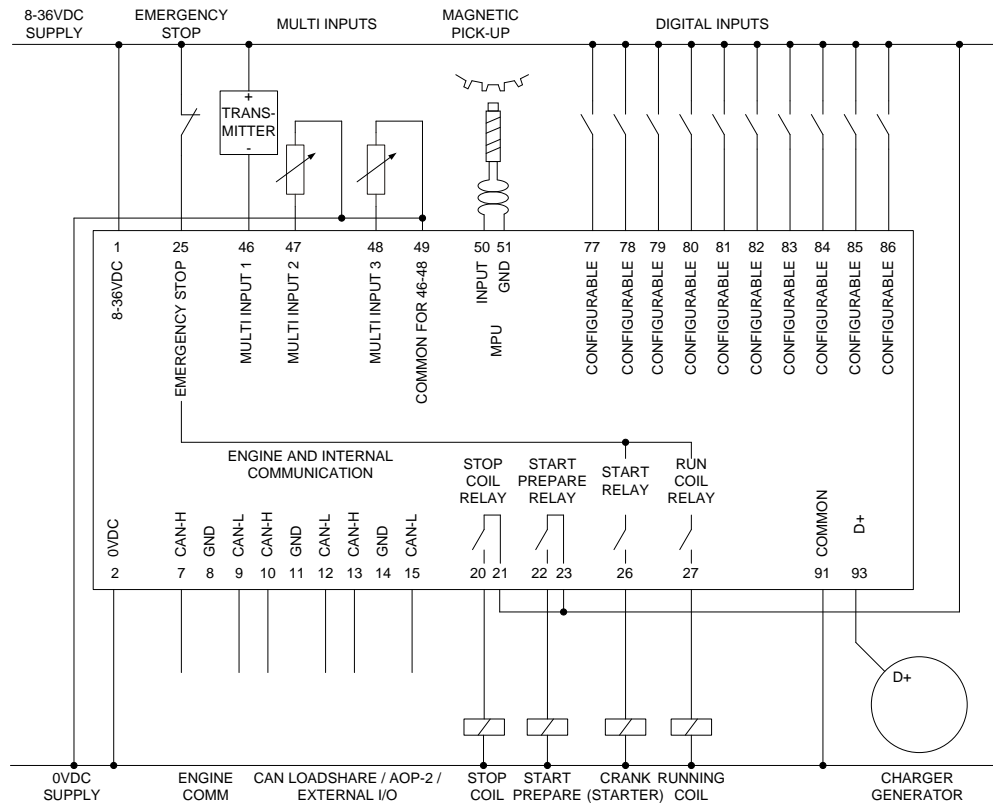 8-36VDC
SUPPLY
EMERGENCY
STOP
MULTI INPUTS
MAGNETIC
PICK-UP
DIGITAL INPUTS
+
TRANS-
MITTER
-
1
25
46
47
48
49
50
51
77
78
79
80
81
82
83
84
85
86
8-36VDC
EMERGENCY STOP
MULTI INPUT 1
MULTI INPUT 2
MULTI INPUT 3
COMMON FOR 46-48
INPUT
GND
MPU
CONFIGURABLE
CONFIGURABLE
CONFIGURABLE
CONFIGURABLE
CONFIGURABLE
CONFIGURABLE
CONFIGURABLE
CONFIGURABLE
CONFIGURABLE
CONFIGURABLE
ENGINE AND INTERNAL
COMMUNICATION
STOP
COIL
RELAY
START
PREPARE
RELAY
START
RELAY
RUN
COIL
RELAY
0VDC
CAN-H
GND
CAN-L
CAN-H
GND
CAN-L
CAN-H
GND
CAN-L
COMMON
D+
2
7
8
9
10
11
12
13
14
15
20
21
22
23
26
27
91
93
D+
0VDC
SUPPLY
ENGINE
COMM
CAN LOADSHARE / AOP-2 /
EXTERNAL I/O
STOP
COIL
START
PREPARE
CRANK
(STARTER)
RUNNING
COIL
CHARGER
GENERATOR